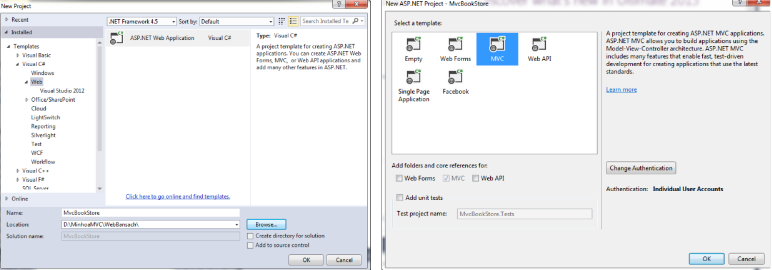 New Project
Recent
.NET Framework 4.5
Sort by:
Default
Search Installed Te
Installed
Templates
Visual Basic
Visual C#
Windows
Web
Visual Studio 2012
Office/SharePoint
Cloud
LightSwitch
Reporting
Silverlight
Test
WCF
Workflow
Visual C++
Visual F#
SQL Server
Online
ASP.NET Web Application
Visual C#
Type: Visual C#
A project template for creating ASP.NET
applications. You can create ASP.NET Web
Forms, MVC, or Web API applications and
add many other features in ASP.NET.
Click here to go online and find templates.
Name:
MvcBookStore
Location:
D:\MinhoaMVC\WebBansach\
Browse...
Solution name:
MvcBookStore
Create directory for solution
Add to source control
OK
Cancel
New ASP.NET Project - MvcBookStore
Select a template:
Empty
Web Forms
MVC
Web API
Single Page
Application
Facebook
A project template for creating ASP.NET MVC applications.
ASP.NET MVC allows you to build applications using the
Model-View-Controller architecture. ASP.NET MVC
includes many features that enable fast, test-driven
development for creating applications that use the latest
standards.
Learn more
Change Authentication
Authentication: Individual User Accounts
Add folders and core references for:
Web Forms
MVC
Web API
Add unit tests
Test project name:
MvcBookStore.Tests
OK
Cancel